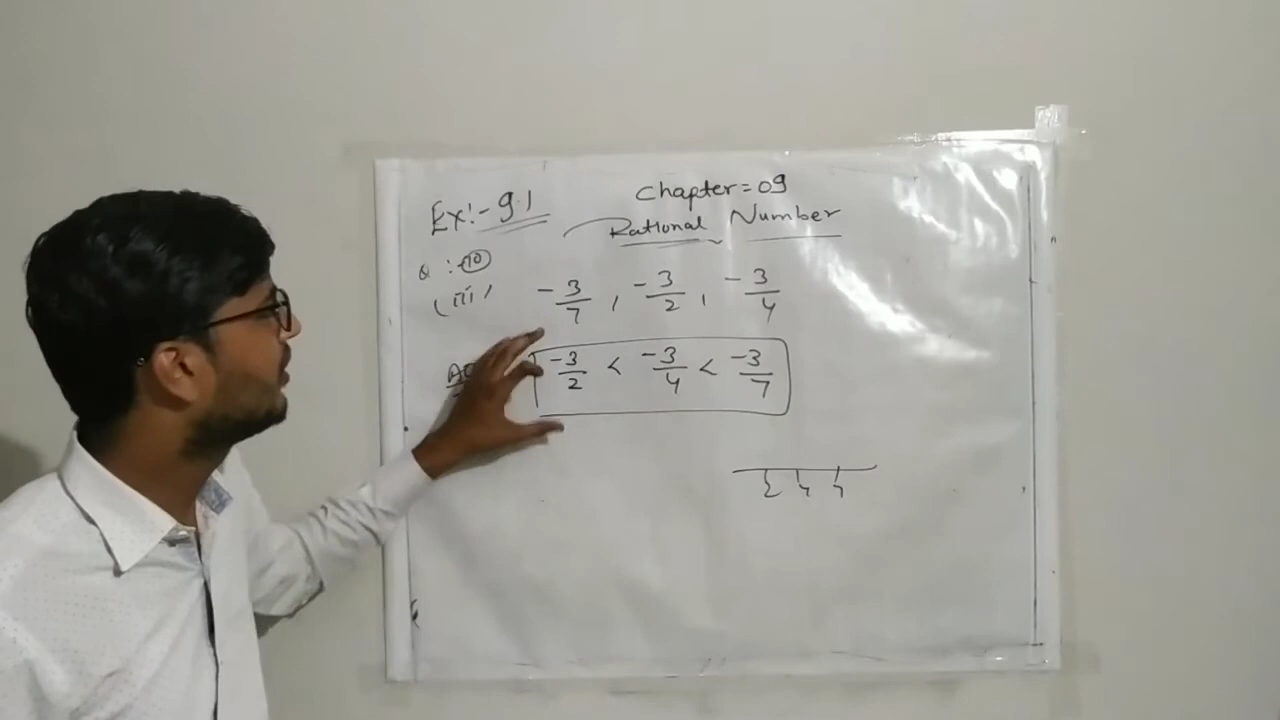 Ex:- 9.1
Chapter = 09
Rational Number
Q : 10
(iii) -3/7 , -3/2 , -3/4
-3/2 < -3/4 < -3/7